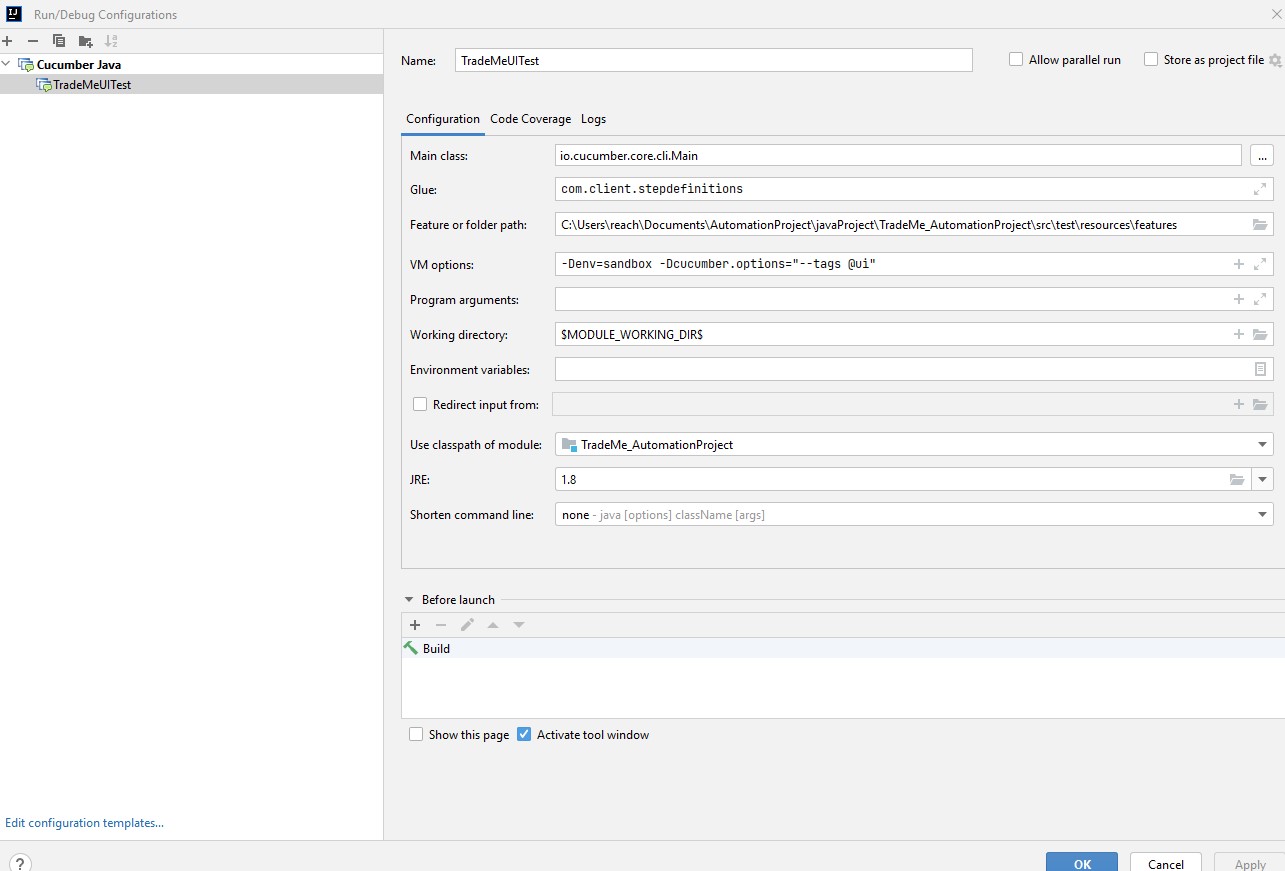 IJ Run/Debug Configurations
Cucumber Java
TradeMeUITest
Edit configuration templates...
?
Name: TradeMeUITest Allow parallel run Store as project file
Configuration Code Coverage Logs
Main class: io.cucumber.core.cli.Main ...
Glue: com.client.stepdefinitions
Feature or folder path: C:\Users\reach\Documents\AutomationProject\javaProject\TradeMe_AutomationProject\src\test\resources\features
VM options: -Denv=sandbox -Dcucumber.options="--tags @ui"
Program arguments:
Working directory: $MODULE_WORKING_DIR$
Environment variables:
Redirect input from:
Use classpath of module: TradeMe_AutomationProject
JRE: 1.8
Shorten command line: none - java [options] className [args]
Before launch
Build
Show this page Activate tool window
OK Cancel Apply